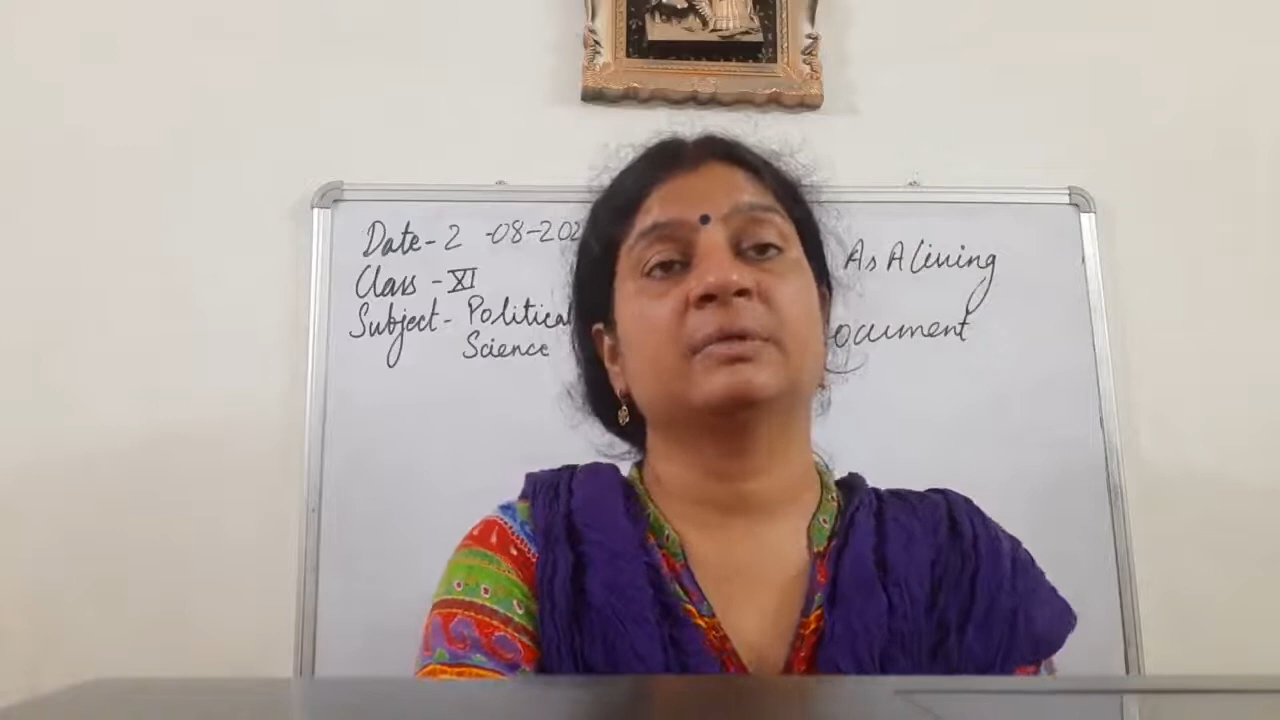 Date- 2 -08-202
Class - XI
Subject- Political
Science
As A Living
ocument